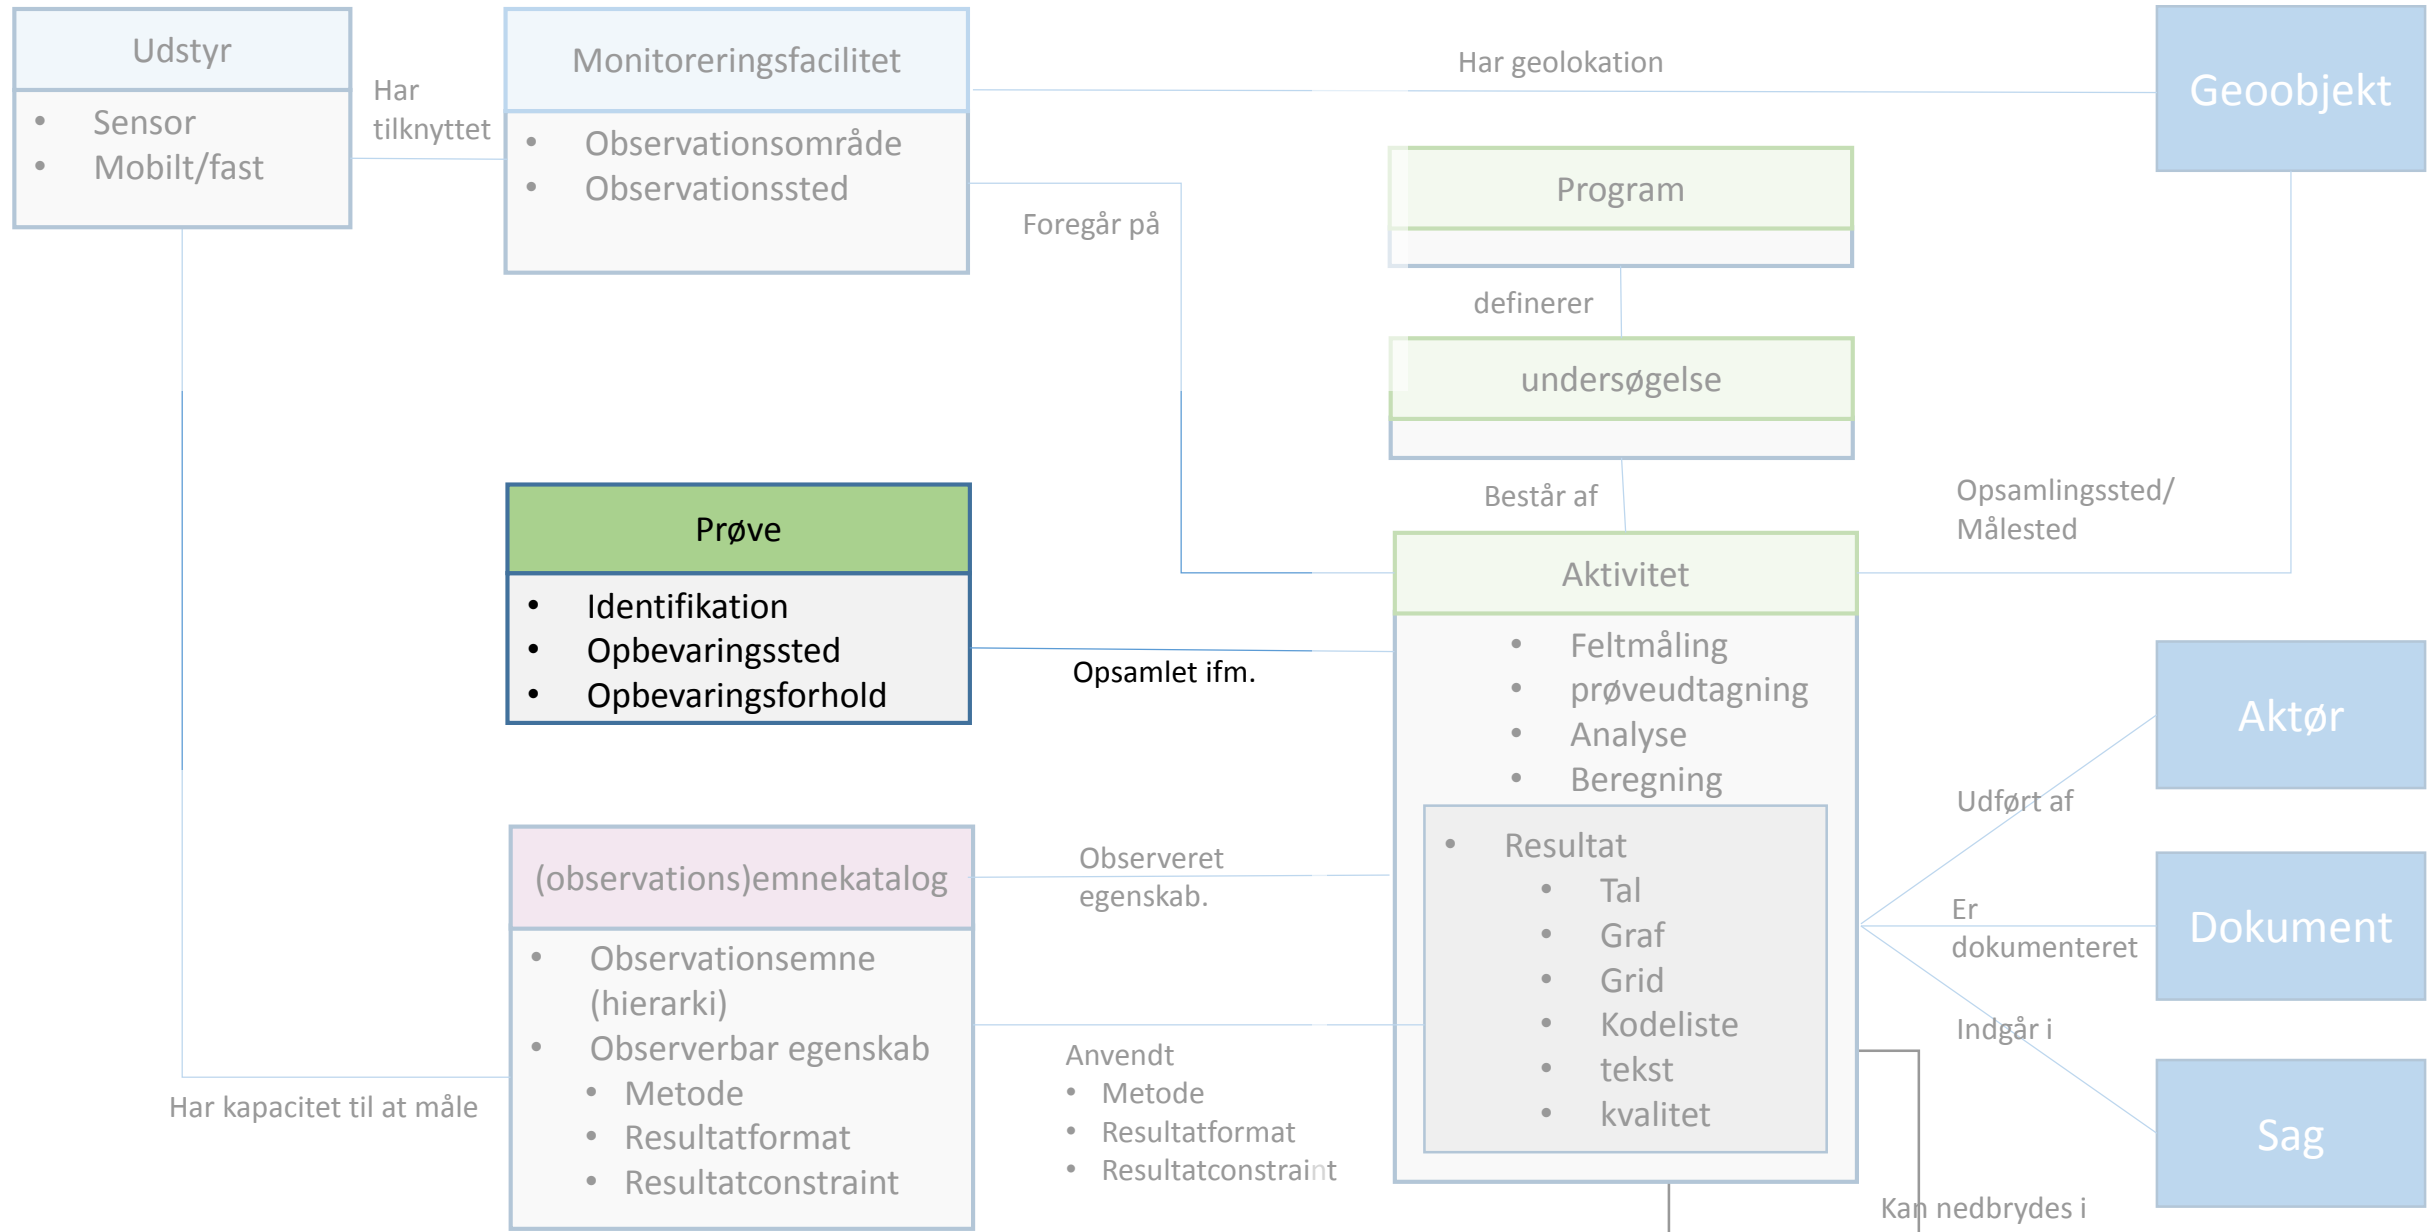 Udstyr
• Sensor
• Mobilt/fast
Har
tilknyttet
Monitoreringsfacilitet
• Observationsområde
• Observationssted
Har geolokation
Geoobjekt
Foregår på
Program
definerer
undersøgelse
Består af
Opsamlingssted/
Målested
Prøve
• Identifikation
• Opbevaringssted
• Opbevaringsforhold
Opsamlet ifm.
Aktivitet
• Feltmåling
• prøveudtagning
• Analyse
• Beregning
• Resultat
• Tal
• Graf
• Grid
• Kodeliste
• tekst
• kvalitet
Aktør
Udført af
Er
dokumenteret
Dokument
Indgår i
Sag
(observations)emnekatalog
• Observationsemne
(hierarki)
• Observerbar egenskab
• Metode
• Resultatformat
• Resultatconstraint
Observeret
egenskab.
Anvendt
• Metode
• Resultatformat
• Resultatconstraint
Har kapacitet til at måle
Kan nedbrydes i